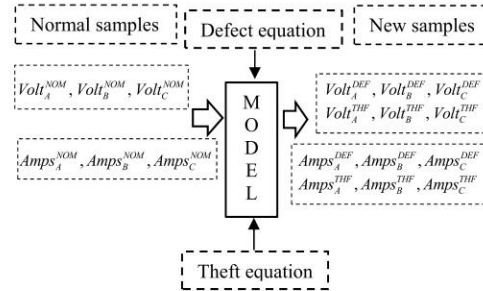 Normal samples
Defect equation
New samples
Volt_A^NOM, Volt_B^NOM, Volt_C^NOM
Amps_A^NOM, Amps_B^NOM, Amps_C^NOM
M
O
D
E
L
Volt_A^DEF, Volt_B^DEF, Volt_C^DEF
Volt_A^THF, Volt_B^THF, Volt_C^THF
Amps_A^DEF, Amps_B^DEF, Amps_C^DEF
Amps_A^THF, Amps_B^THF, Amps_C^THF
Theft equation